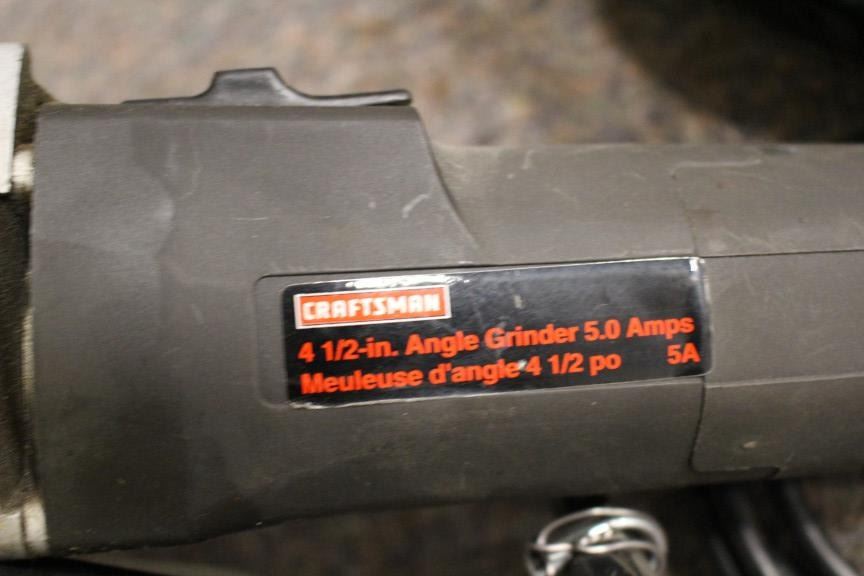 CRAFTSMAN
4 1/2-in. Angle Grinder 5.0 Amps
Meuleuse d'angle 4 1/2 po 5A